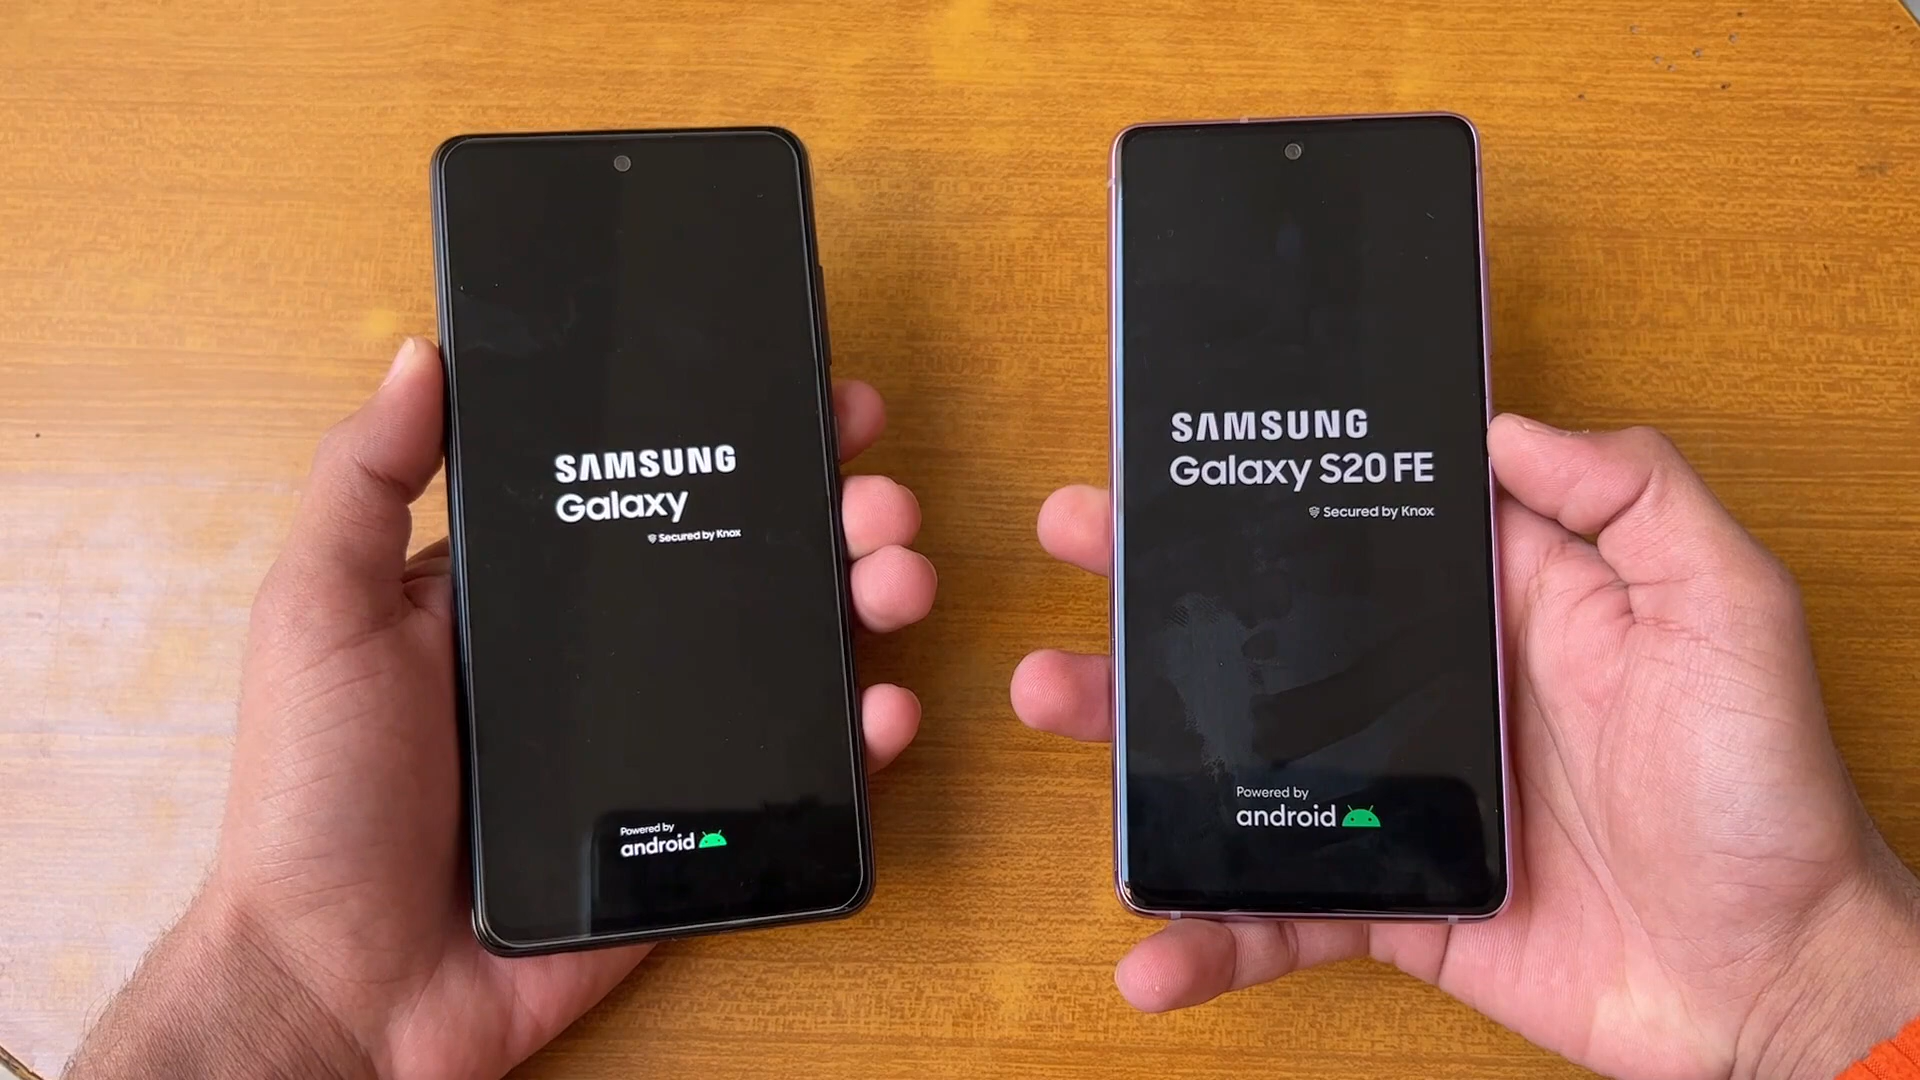 SAMSUNG
Galaxy
Secured by Knox
Powered by
android
SAMSUNG
Galaxy S20 FE
Secured by Knox
Powered by
android